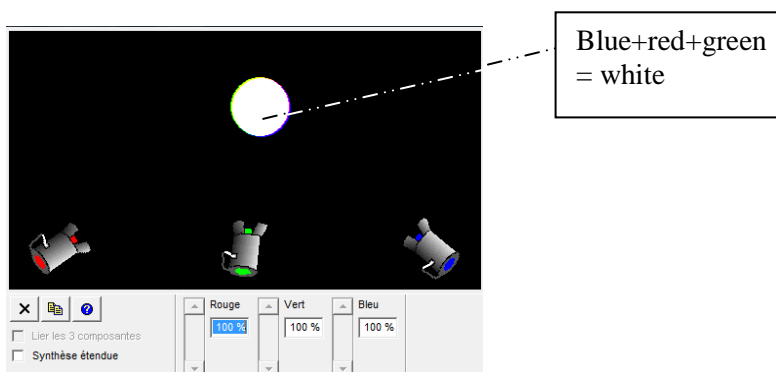 Blue+red+green
= white
Rouge
Vert
Bleu
100 %
100 %
100 %
Lier les 3 composantes
Synthèse étendue